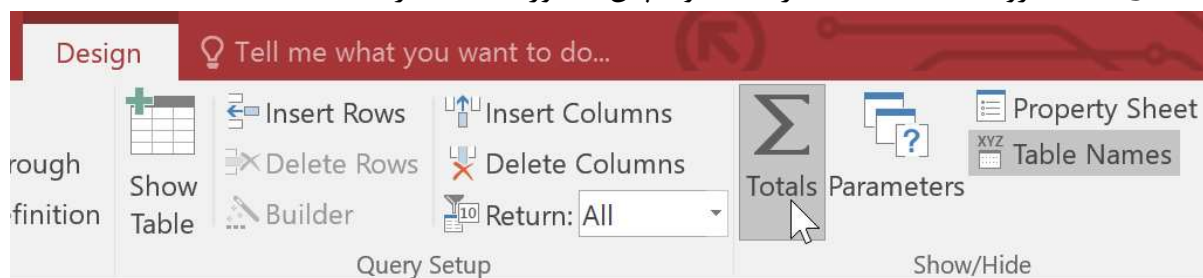 Design Tell me what you want to do...
Insert Rows Insert Columns Property Sheet
rough Delete Rows Delete Columns Totals Parameters Table Names
finition Show Table Builder Return: All
Query Setup Show/Hide